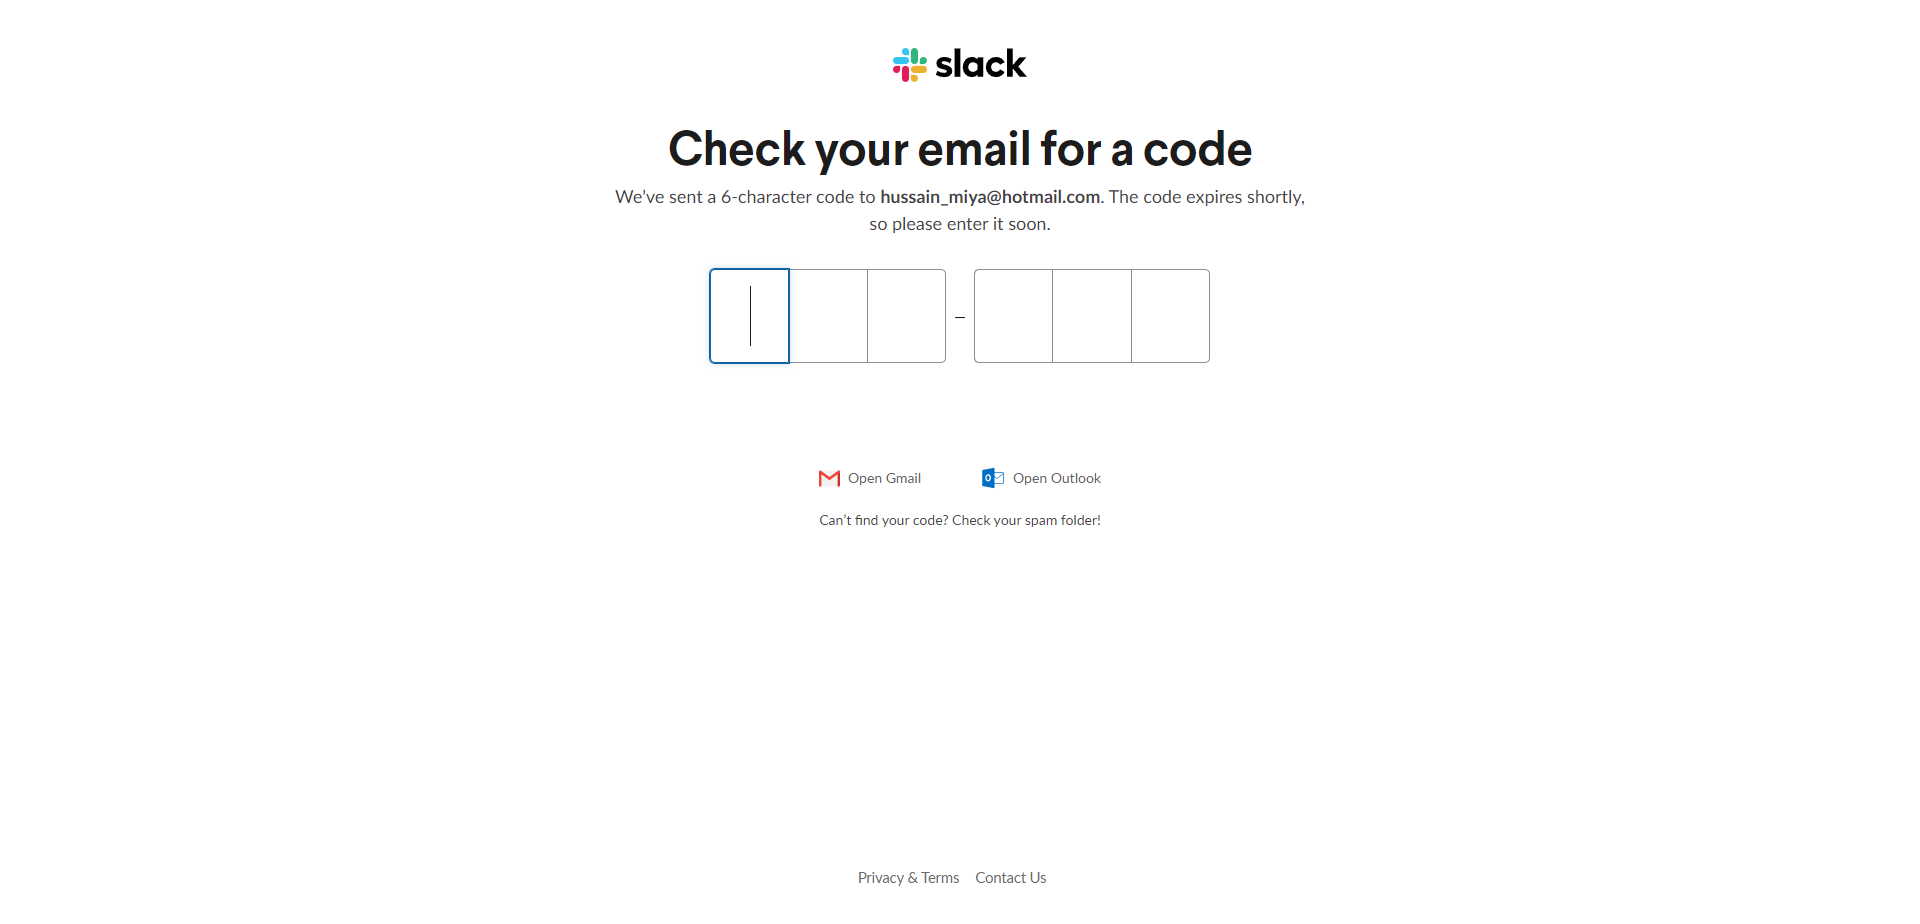 slack
Check your email for a code
We’ve sent a 6-character code to hussain_miya@hotmail.com. The code expires shortly,
so please enter it soon.
–
Open Gmail
Open Outlook
Can’t find your code? Check your spam folder!
Privacy & Terms
Contact Us